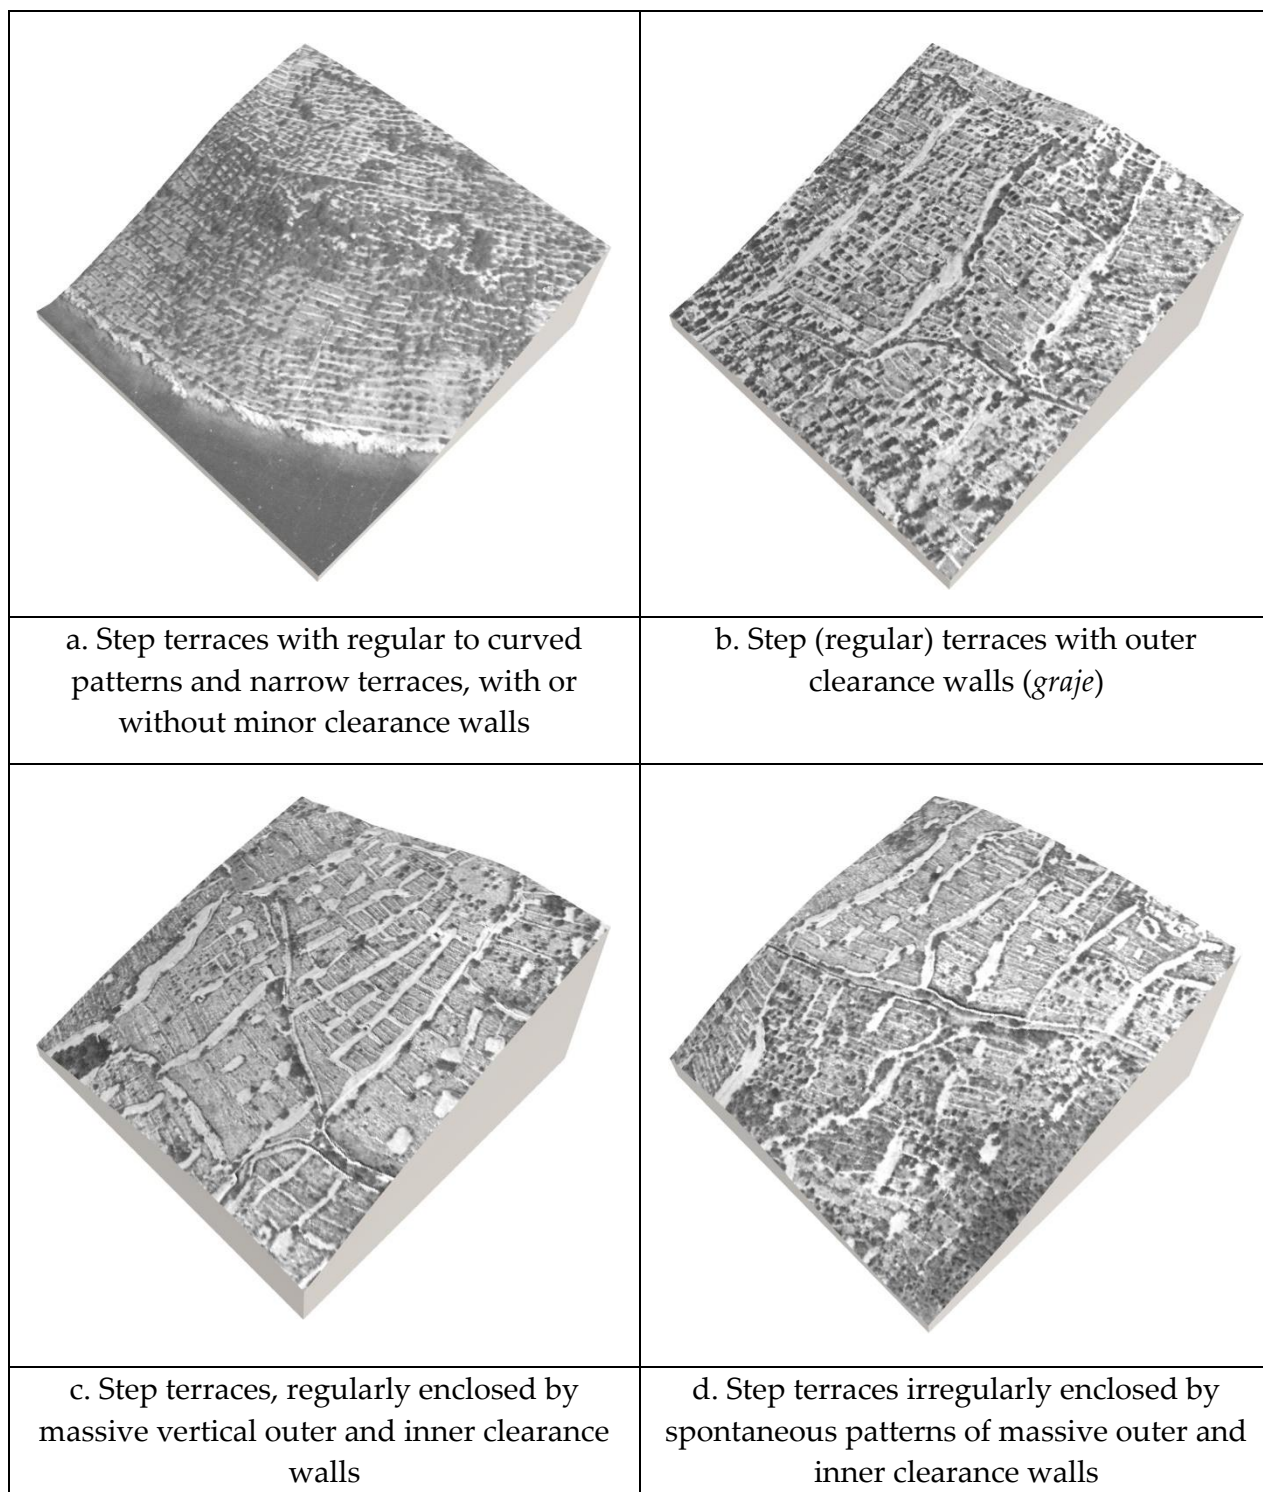 a. Step terraces with regular to curved
patterns and narrow terraces, with or
without minor clearance walls
b. Step (regular) terraces with outer
clearance walls (graje)
c. Step terraces, regularly enclosed by
massive vertical outer and inner clearance
walls
d. Step terraces irregularly enclosed by
spontaneous patterns of massive outer and
inner clearance walls